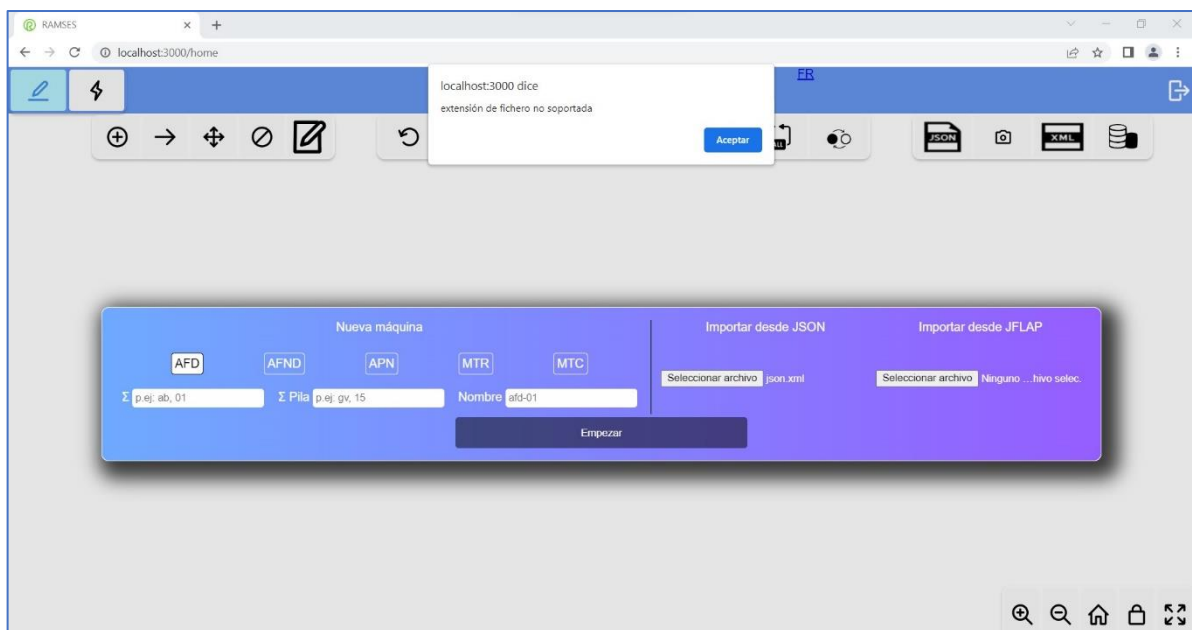 RAMSES
localhost:3000/home
localhost:3000 dice
extensión de fichero no soportada
Aceptar
FR
ALL
JSON
XML
Nueva máquina
Importar desde JSON
Importar desde JFLAP
AFD AFND APN MTR MTC
Seleccionar archivo json.xml
Seleccionar archivo Ninguno ...hivo selec.
Σ p.ej: ab, 01 Σ Pila p.ej: gv, 15 Nombre afd-01
Empezar